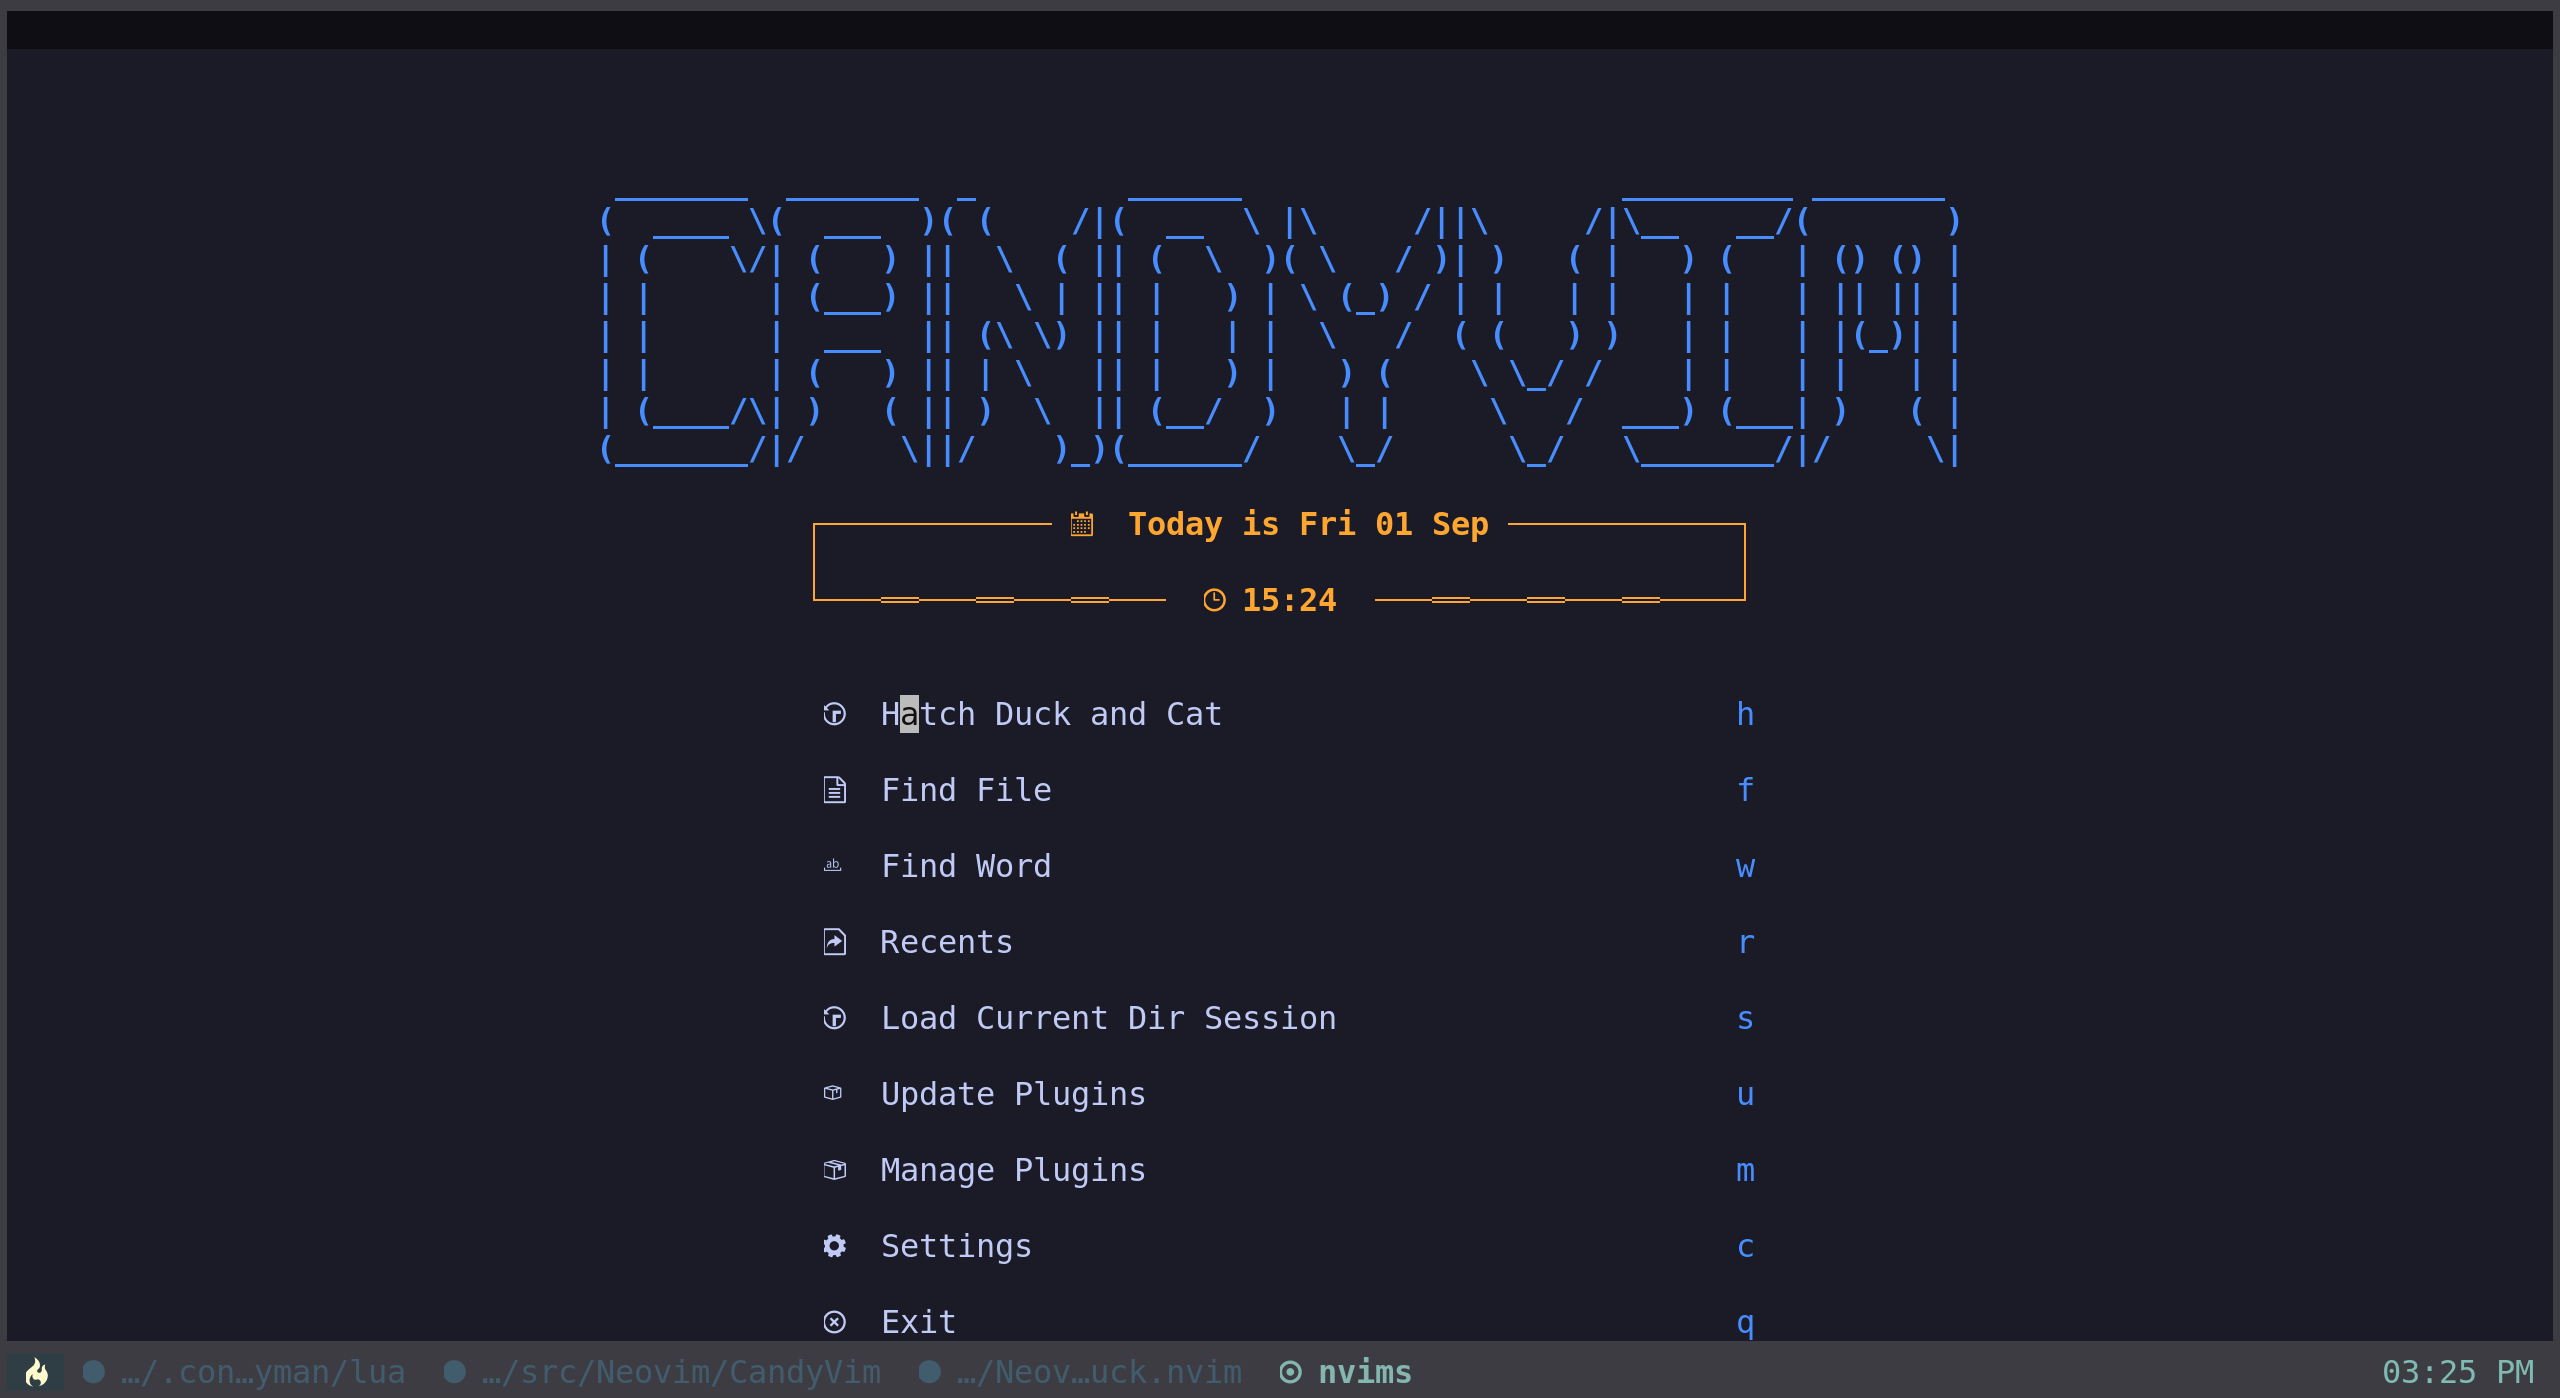 CANDYVIM
Today is Fri 01 Sep
15:24
Hatch Duck and Cat h
Find File f
ab Find Word w
Recents r
Load Current Dir Session s
Update Plugins u
Manage Plugins m
Settings c
Exit q
…/.con…yman/lua …/src/Neovim/CandyVim …/Neov…uck.nvim nvims 03:25 PM